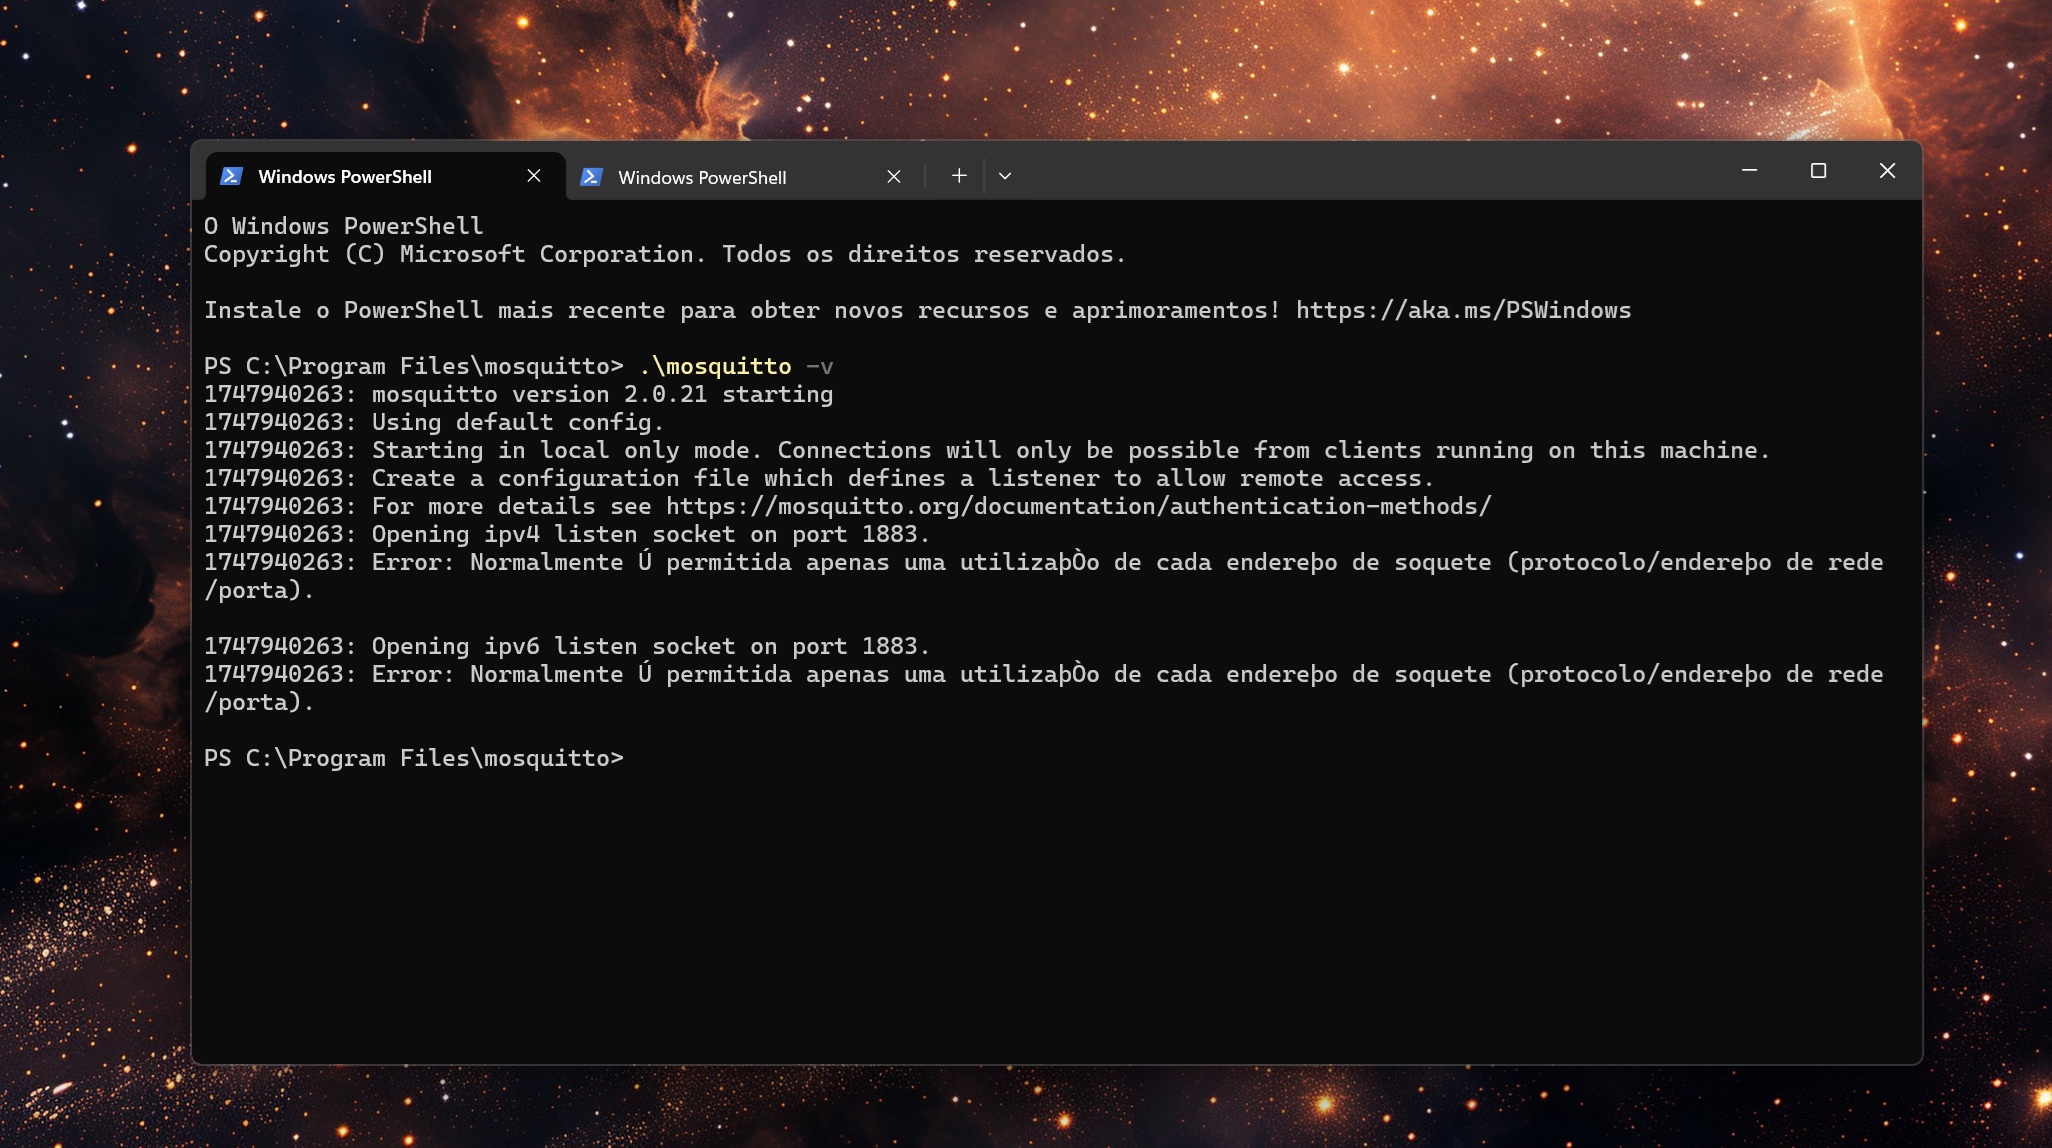 Windows PowerShell
Windows PowerShell
O Windows PowerShell
Copyright (C) Microsoft Corporation. Todos os direitos reservados.
Instale o PowerShell mais recente para obter novos recursos e aprimoramentos! https://aka.ms/PSWindows
PS C:\Program Files\mosquitto> .\mosquitto -v
1747940263: mosquitto version 2.0.21 starting
1747940263: Using default config.
1747940263: Starting in local only mode. Connections will only be possible from clients running on this machine.
1747940263: Create a configuration file which defines a listener to allow remote access.
1747940263: For more details see https://mosquitto.org/documentation/authentication-methods/
1747940263: Opening ipv4 listen socket on port 1883.
1747940263: Error: Normalmente Ú permitida apenas uma utilizaþÒo de cada endereþo de soquete (protocolo/endereþo de rede
/porta).
1747940263: Opening ipv6 listen socket on port 1883.
1747940263: Error: Normalmente Ú permitida apenas uma utilizaþÒo de cada endereþo de soquete (protocolo/endereþo de rede
/porta).
PS C:\Program Files\mosquitto>